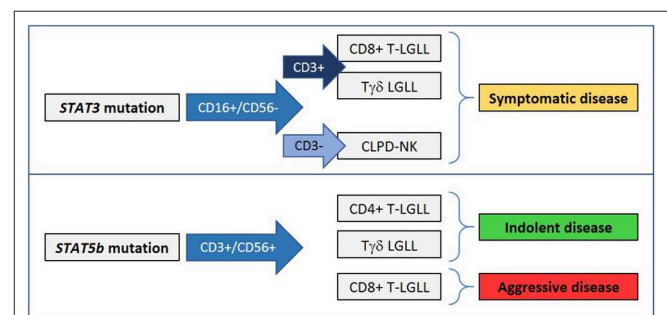 CD8+ T-LGLL
CD3+
Tγδ LGLL
STAT3 mutation
CD16+/CD56-
Symptomatic disease
CD3-
CLPD-NK
CD4+ T-LGLL
Indolent disease
STAT5b mutation
CD3+/CD56+
Tγδ LGLL
CD8+ T-LGLL
Aggressive disease